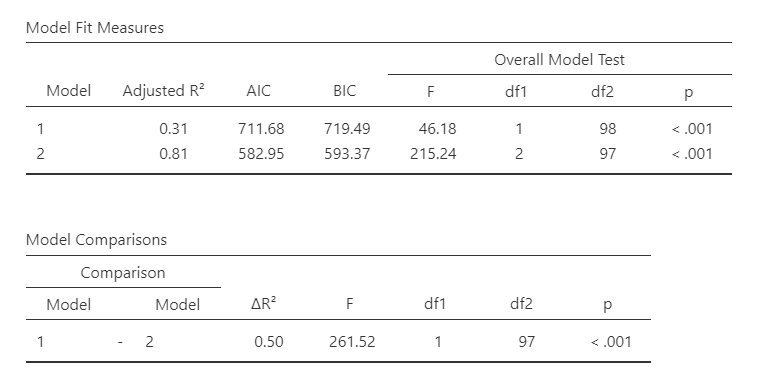 Model Fit Measures
Overall Model Test
Model Adjusted R² AIC BIC F df1 df2 p
1 0.31 711.68 719.49 46.18 1 98 < .001
2 0.81 582.95 593.37 215.24 2 97 < .001
Model Comparisons
Comparison
Model Model ΔR² F df1 df2 p
1 - 2 0.50 261.52 1 97 < .001